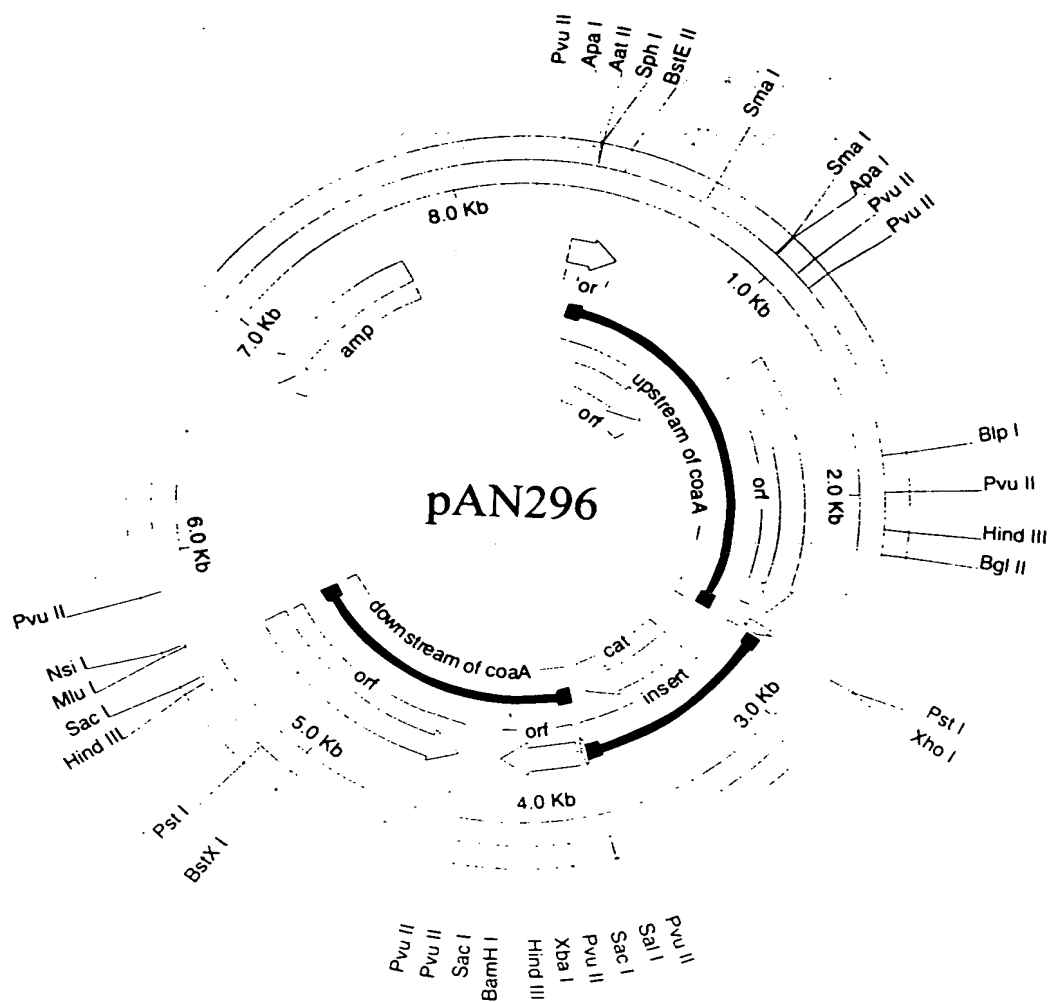 Pvu II
Apa I
Aat II
Sph I
BstE II
Sma I
Sma I
Apa I
Pvu II
Pvu II
8.0 Kb
1.0 Kb
7.0 Kb
amp
'or'
orf
upstream of coaA
orf
2.0 Kb
Blp I
Pvu II
Hind III
Bgl II
pAN296
6.0 Kb
Pvu II
Nsi I
Mlu I
Sac I
Hind III
downstream of coaA
cat
insert
orf
orf
3.0 Kb
Pst I
Xho I
5.0 Kb
4.0 Kb
Pst I
BstX I
Pvu II
Pvu II
Sac I
BamH I
Hind III
Xba I
Pvu II
Sac I
Sal I
Pvu II